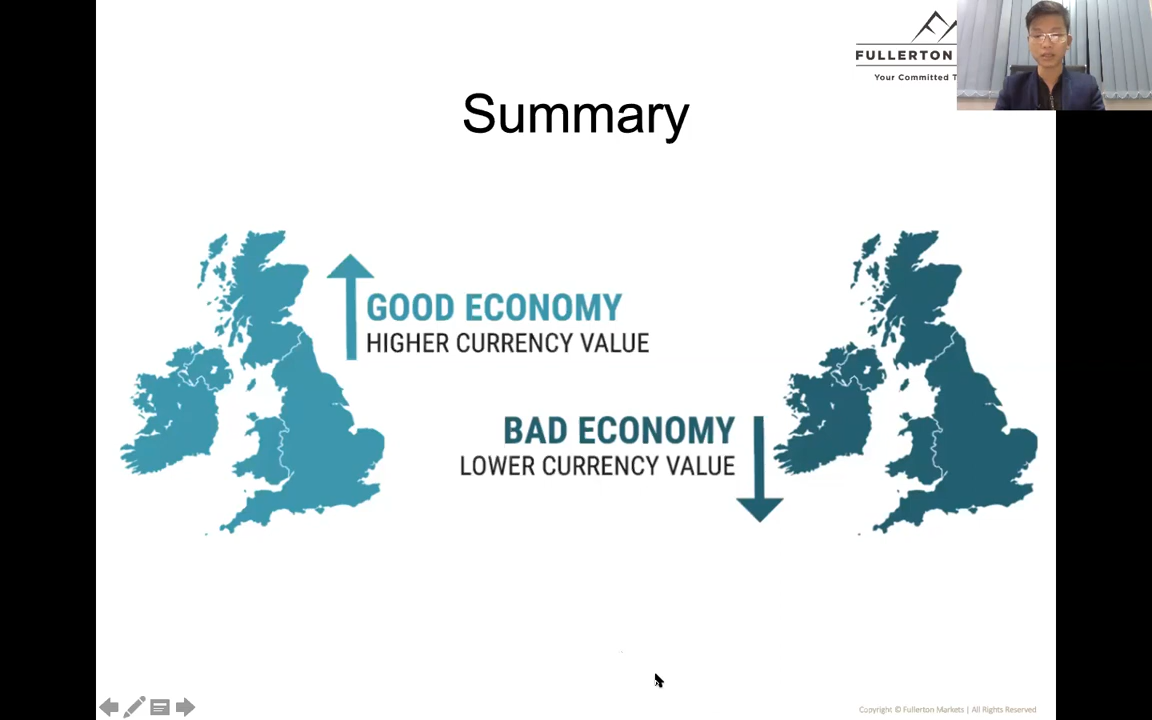 FULLERTON
Your Committed
Summary
GOOD ECONOMY
HIGHER CURRENCY VALUE
BAD ECONOMY
LOWER CURRENCY VALUE
Copyright © Fullerton Markets | All Rights Reserved